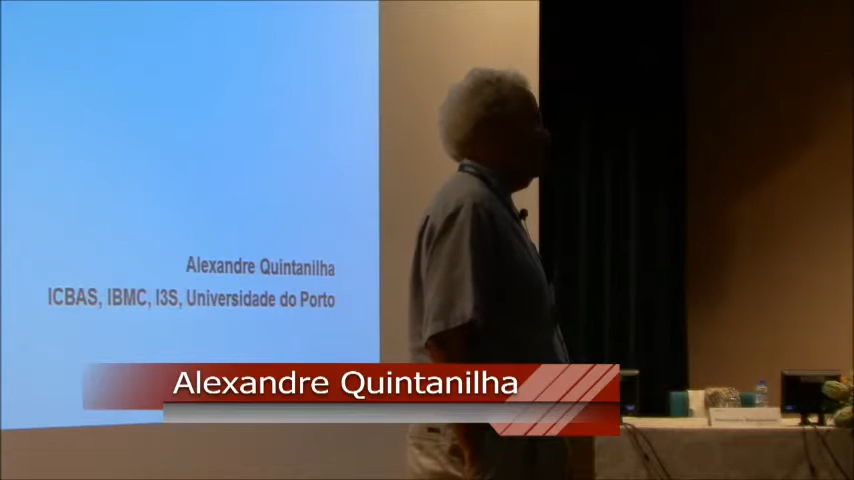 Alexandre Quintanilha
ICBAS, IBMC, I3S, Universidade do Porto
Alexandre Quintanilha